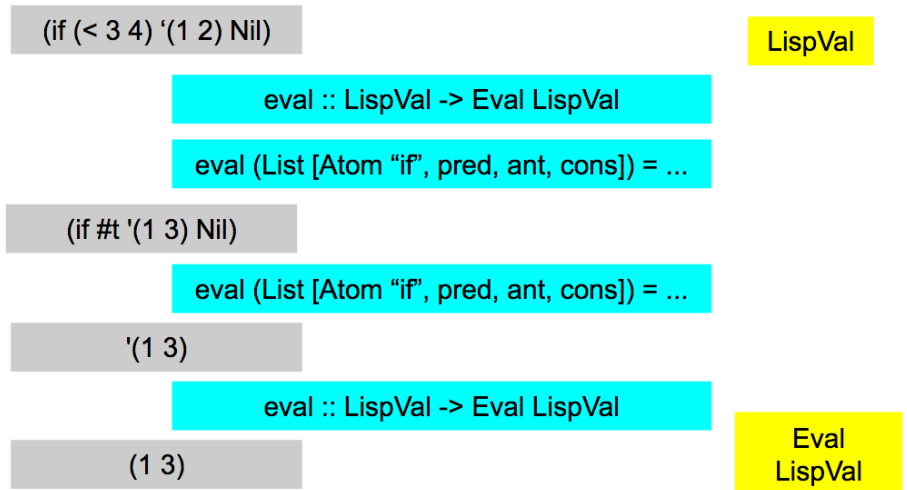 (if (< 3 4) ‘(1 2) Nil)
LispVal
eval :: LispVal -> Eval LispVal
eval (List [Atom “if”, pred, ant, cons]) = ...
(if #t '(1 3) Nil)
eval (List [Atom “if”, pred, ant, cons]) = ...
'(1 3)
eval :: LispVal -> Eval LispVal
(1 3)
Eval
LispVal